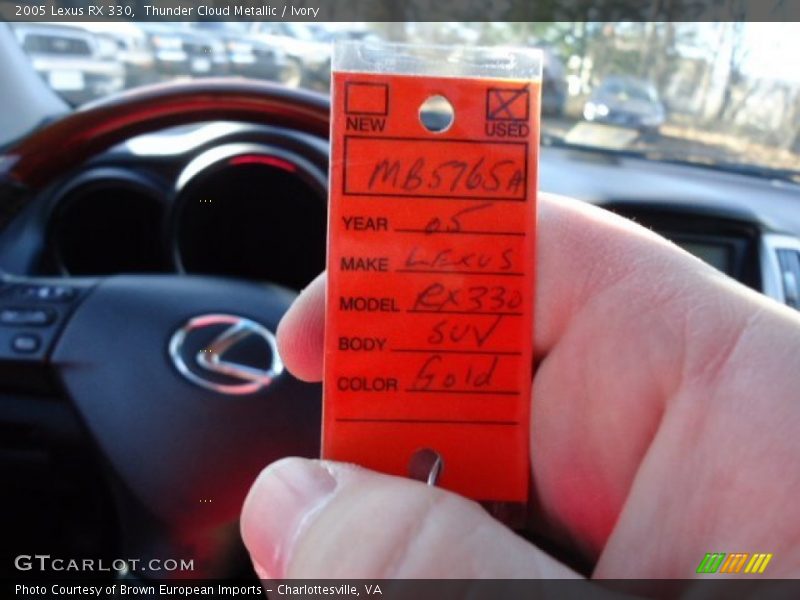 2005 Lexus RX 330, Thunder Cloud Metallic / Ivory
NEW USED
MB5765A
YEAR 05
MAKE LEXUS
MODEL RX330
BODY SUV
COLOR Gold
GTCARLOT.COM
Photo Courtesy of Brown European Imports - Charlottesville, VA